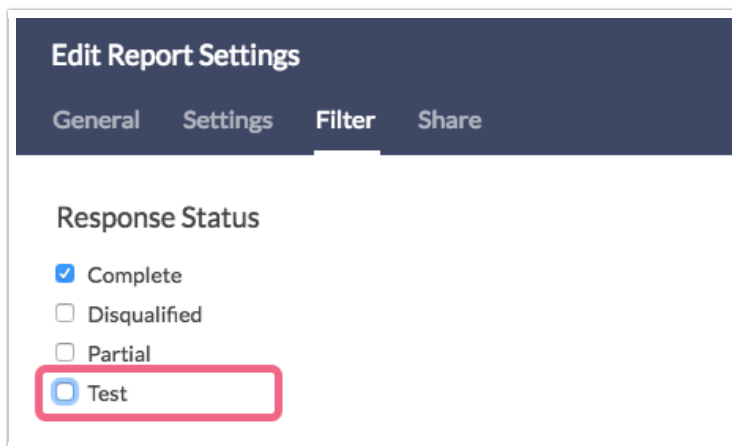 Edit Report Settings
General Settings Filter Share
Response Status
Complete
Disqualified
Partial
Test